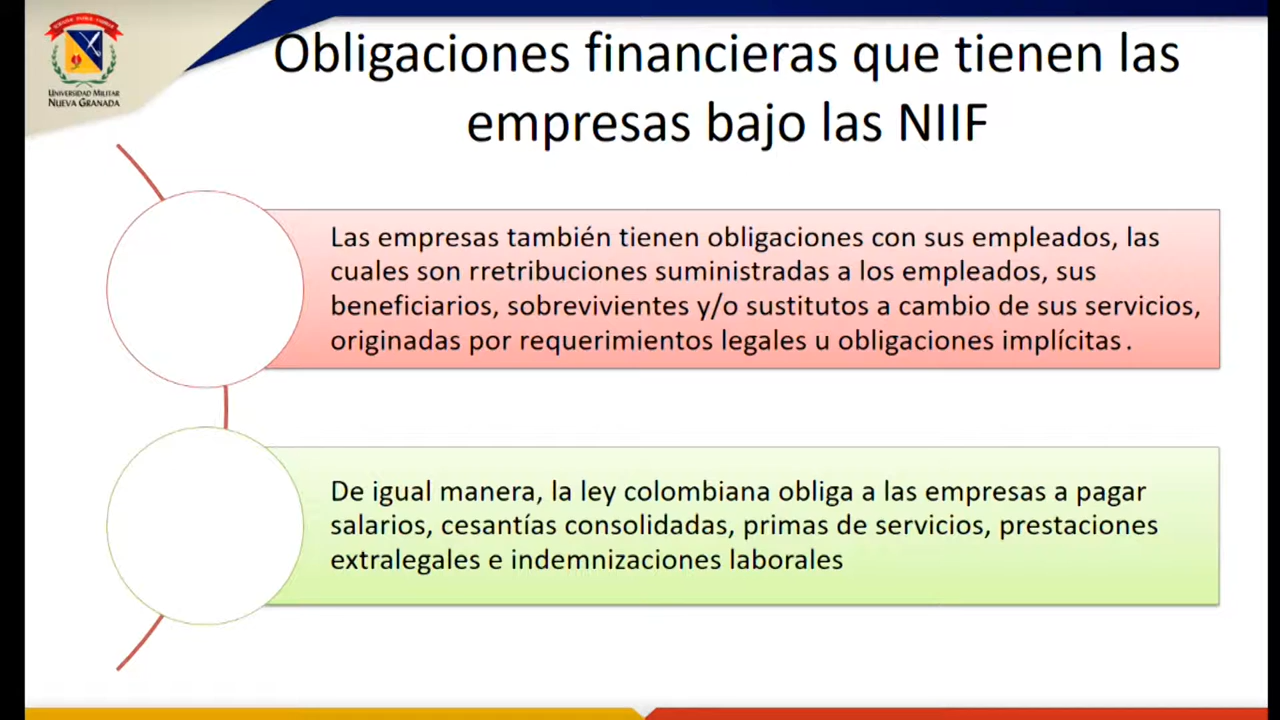 UNIVERSIDAD MILITAR
NUEVA GRANADA
Obligaciones financieras que tienen las
empresas bajo las NIIF
Las empresas también tienen obligaciones con sus empleados, las
cuales son rretribuciones suministradas a los empleados, sus
beneficiarios, sobrevivientes y/o sustitutos a cambio de sus servicios,
originadas por requerimientos legales u obligaciones implícitas.
De igual manera, la ley colombiana obliga a las empresas a pagar
salarios, cesantías consolidadas, primas de servicios, prestaciones
extralegales e indemnizaciones laborales